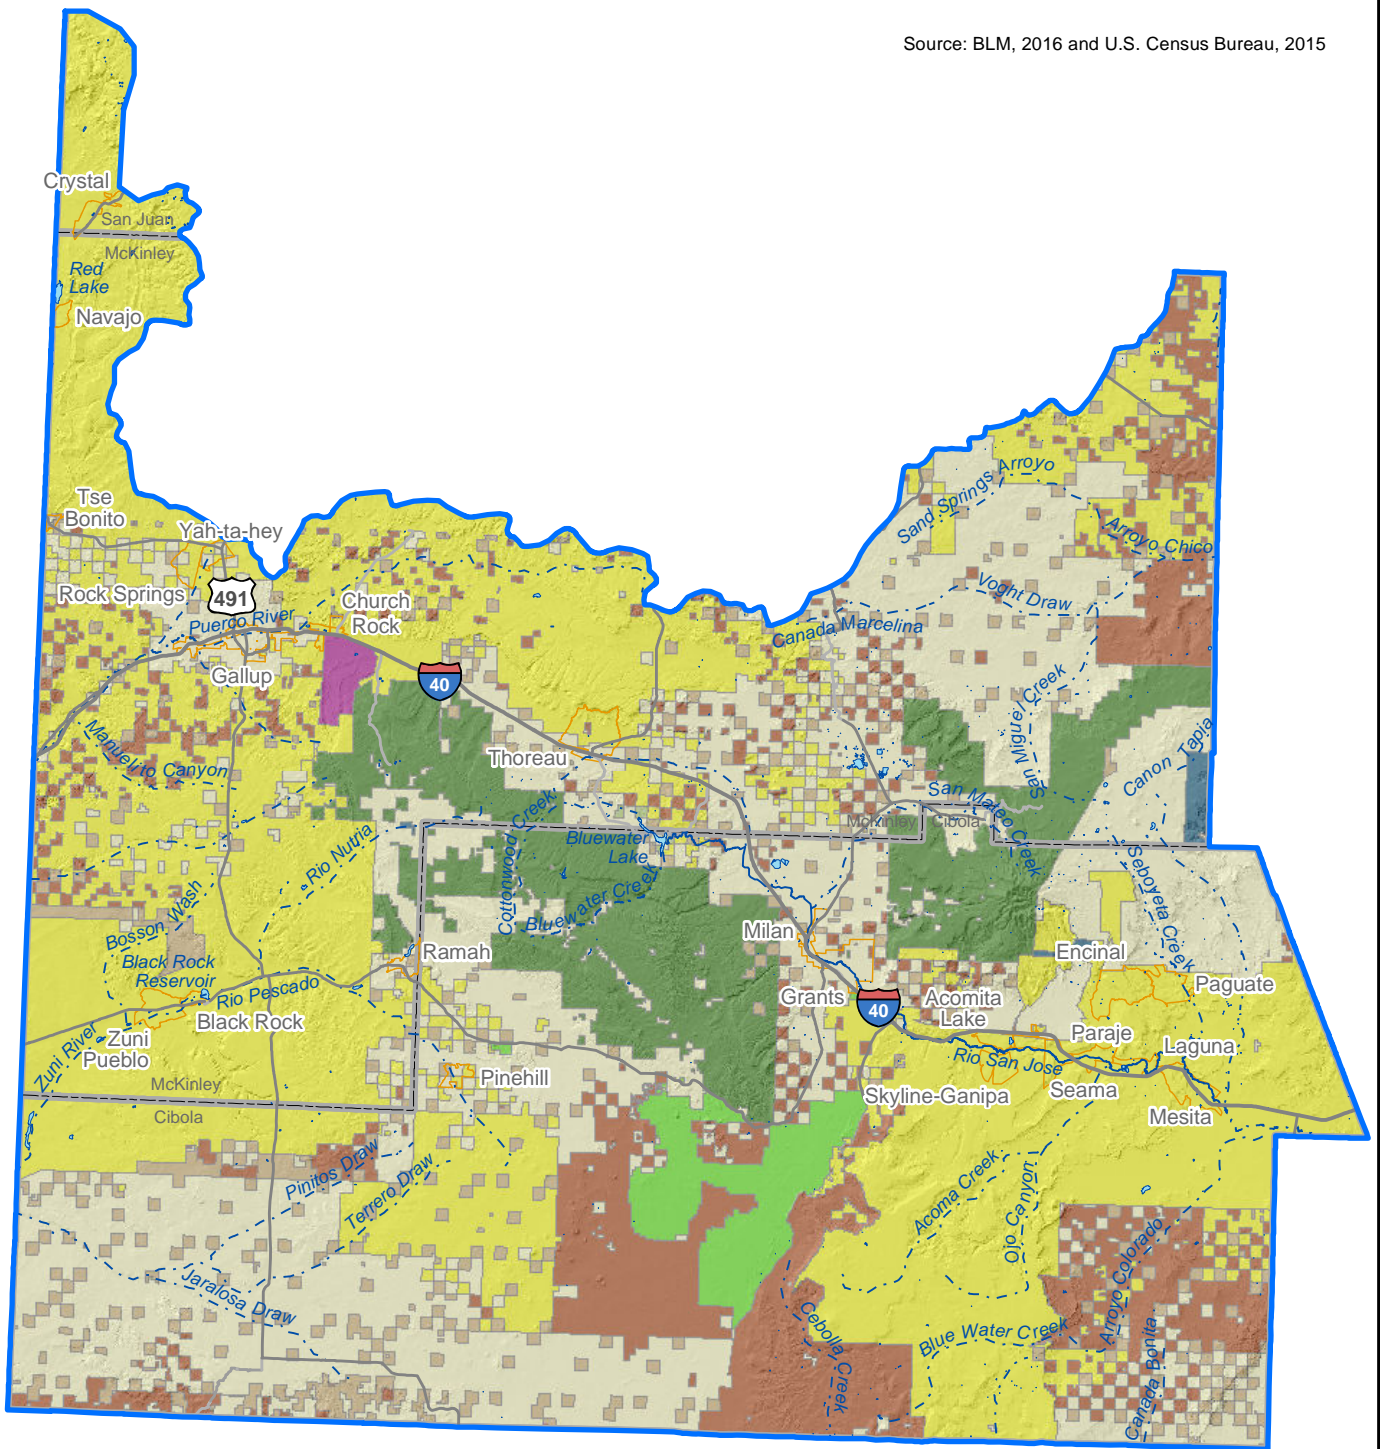 Source: BLM, 2016 and U.S. Census Bureau, 2015
Crystal
San Juan
McKinley
Red
Lake
Navajo
Tse
Bonito
Yah-ta-hey
Sand Springs Arroyo
Arroyo Chico
Rock Springs
491
Church
Rock
Voght Draw
Puerco River
Canada Marcelina
Gallup
40
San Miguel Creek
Manuelito Canyon
Thoreau
Canon Tapia
San Mateo Creek
McKinley
Cibola
Cottonwood Creek
Bluewater
Lake
Rio Nutria
Bluewater Creek
Seboyeta Creek
Bosson Wash
Milan
Ramah
Encinal
Black Rock
Reservoir
Rio Pescado
Grants
40
Acomita
Lake
Paguate
Black Rock
Zuni
Pueblo
Zuni River
Paraje
Laguna
Rio San Jose
Pinehill
McKinley
Cibola
Skyline-Ganipa
Seama
Mesita
Pinitos Draw
Terrero Draw
Acoma Creek
Ojo Canyon
Arroyo Colorado
Jaralosa Draw
Cebolla Creek
Blue Water Creek
Canada Bonita